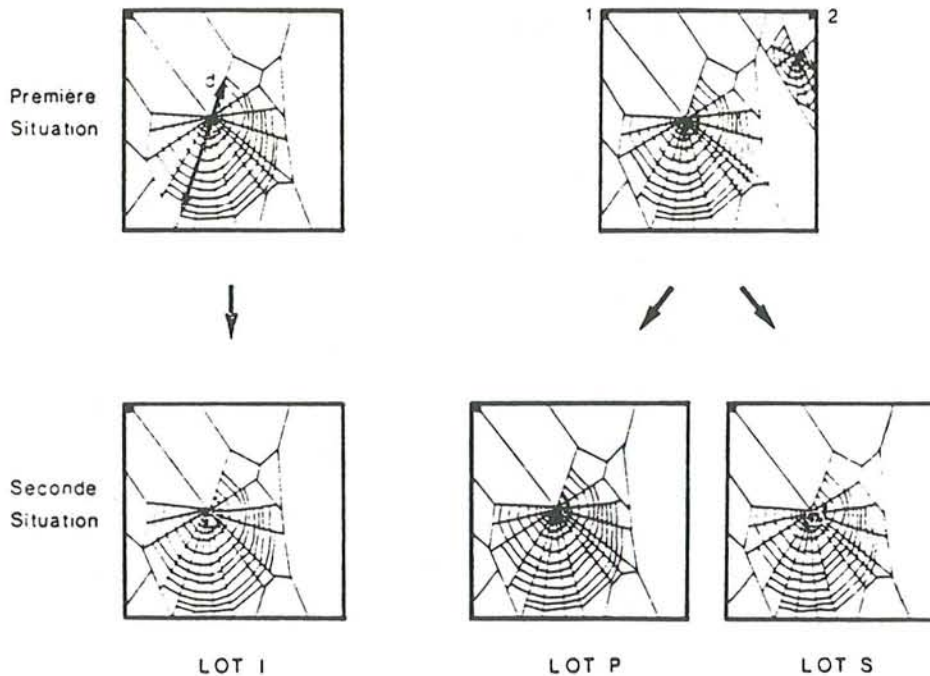 1
2
d
Première
Situation
Seconde
Situation
LOT I
LOT P
LOT S